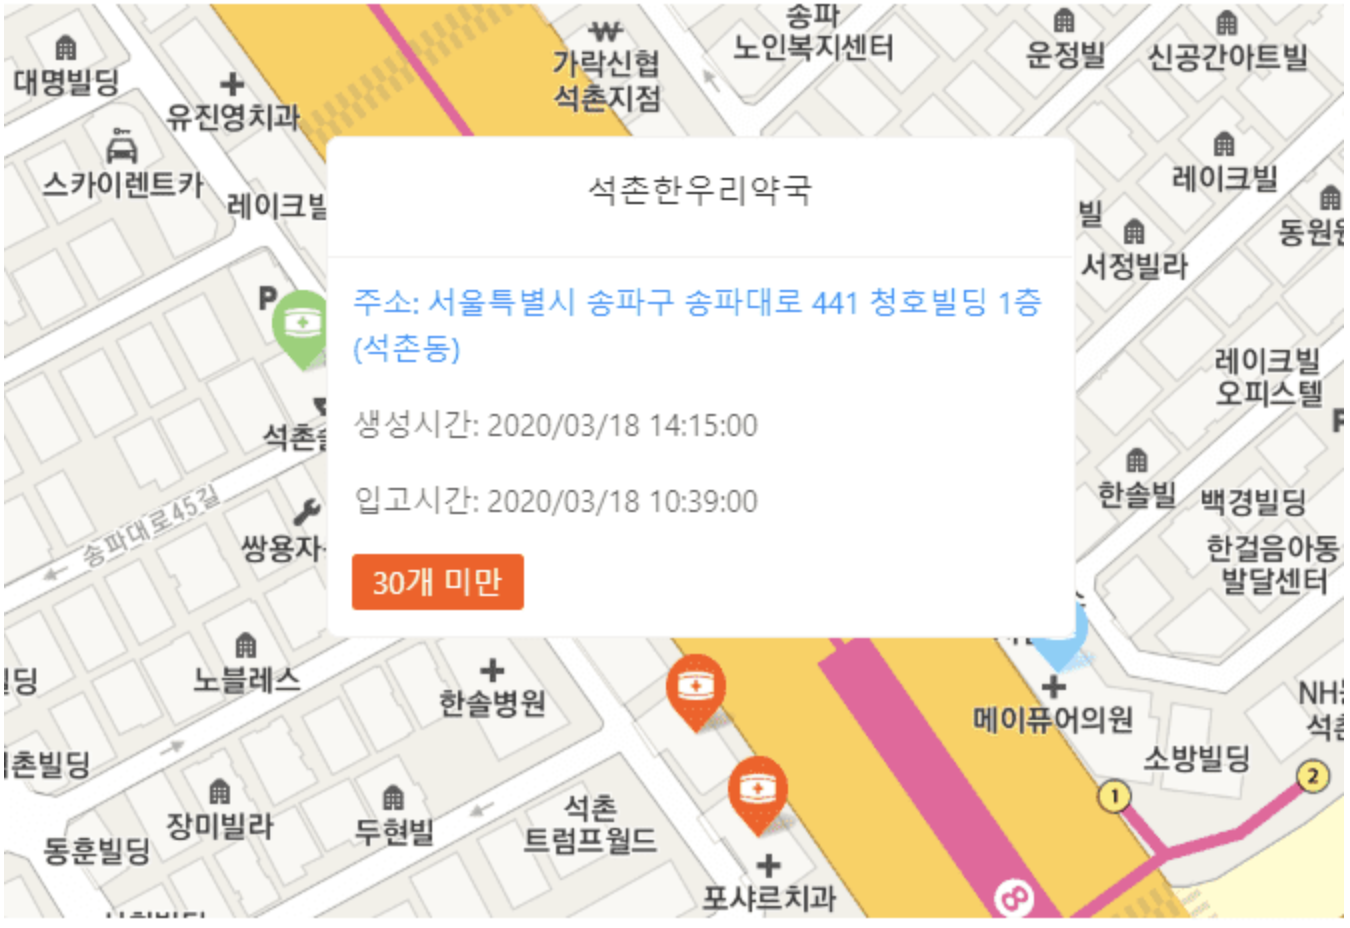 송파
노인복지센터
운정빌
신공간아트빌
대명빌딩
₩
가락신협
석촌지점
유진영치과
스카이렌트카
레이크빌
석촌한우리약국
레이크빌
빌
동원
서정빌라
P
주소: 서울특별시 송파구 송파대로 441 청호빌딩 1층
(석촌동)
생성시간: 2020/03/18 14:15:00
입고시간: 2020/03/18 10:39:00
30개 미만
레이크빌
오피스텔
P
석촌
송파대로45길
쌍용자
한솔빌
백경빌딩
한걸음아동
발달센터
딩
노블레스
한솔병원
메이퓨어의원
NH
석촌
소방빌딩
촌빌딩
장미빌라
두현빌
석촌
트럼프월드
동훈빌딩
포샤르치과
1
2
8